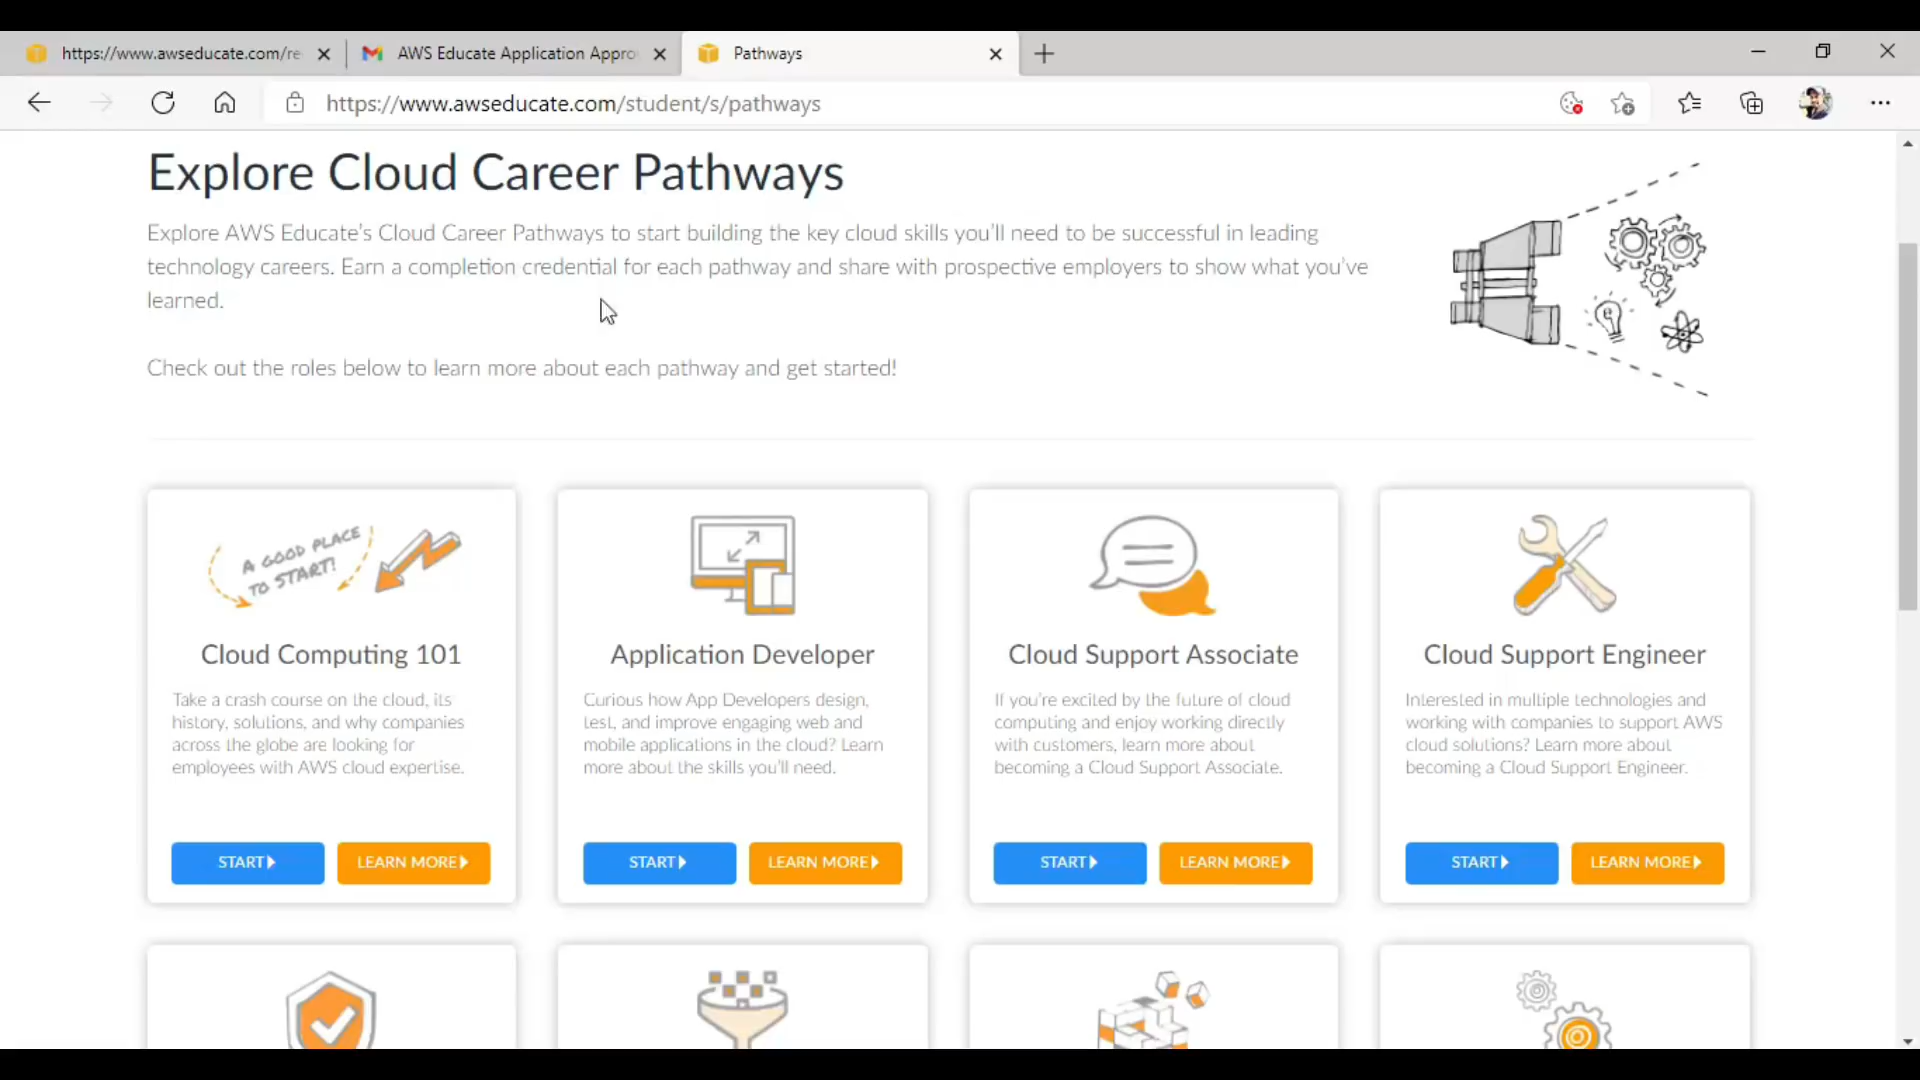 https://www.awseducate.com/re
AWS Educate Application Appro
Pathways
https://www.awseducate.com/student/s/pathways
Explore Cloud Career Pathways
Explore AWS Educate's Cloud Career Pathways to start building the key cloud skills you'll need to be successful in leading
technology careers. Earn a completion credential for each pathway and share with prospective employers to show what you've
learned.
Check out the roles below to learn more about each pathway and get started!
A GOOD PLACE
TO START!
Cloud Computing 101
Take a crash course on the cloud, its
history, solutions, and why companies
across the globe are looking for
employees with AWS cloud expertise.
START
LEARN MORE
Application Developer
Curious how App Developers design,
test, and improve engaging web and
mobile applications in the cloud? Learn
more about the skills you'll need.
START
LEARN MORE
Cloud Support Associate
If you're excited by the future of cloud
computing and enjoy working directly
with customers, learn more about
becoming a Cloud Support Associate.
START
LEARN MORE
Cloud Support Engineer
Interested in multiple technologies and
working with companies to support AWS
cloud solutions? Learn more about
becoming a Cloud Support Engineer.
START
LEARN MORE